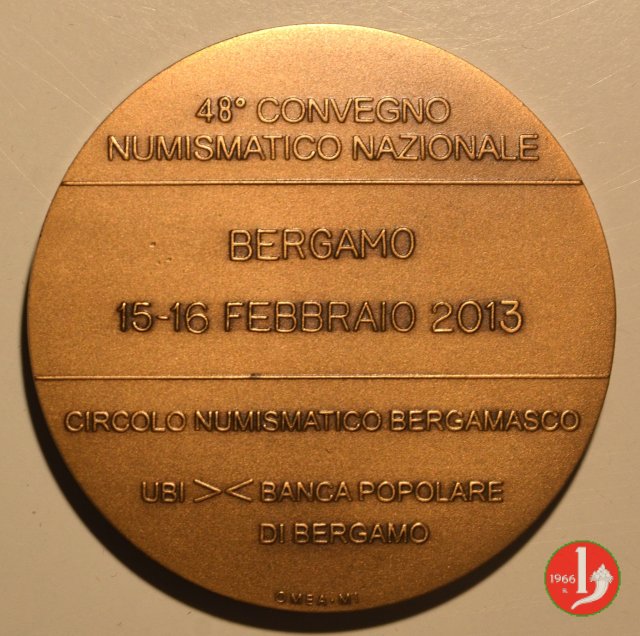 48° CONVEGNO
NUMISMATICO NAZIONALE
BERGAMO
15-16 FEBBRAIO 2013
CIRCOLO NUMISMATICO BERGAMASCO
UBI >< BANCA POPOLARE
DI BERGAMO
OMEA-MI
1966 1
R.